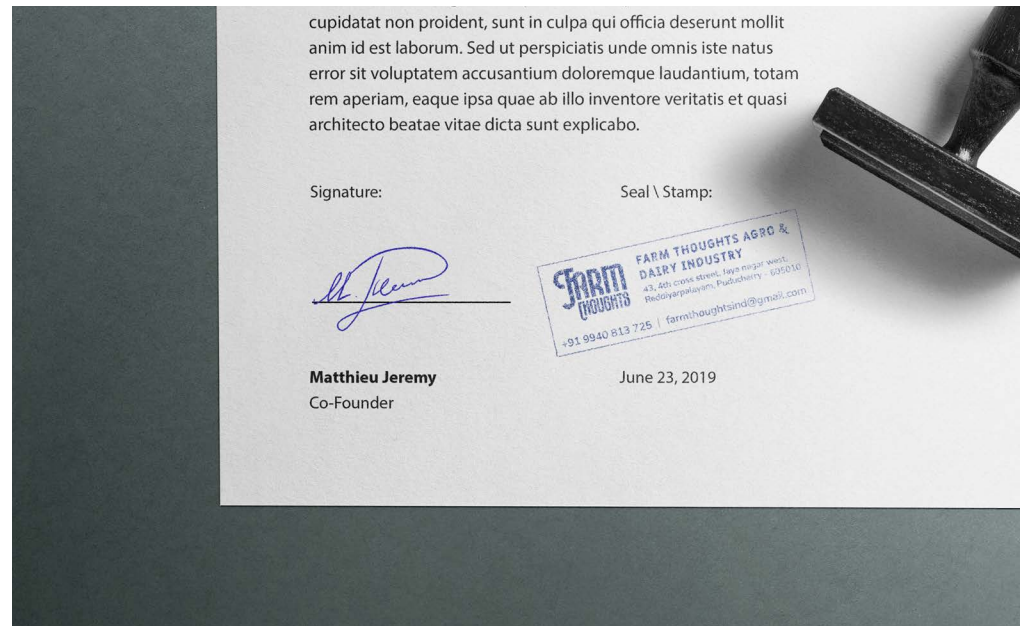 cupidatat non proident, sunt in culpa qui officia deserunt mollit
anim id est laborum. Sed ut perspiciatis unde omnis iste natus
error sit voluptatem accusantium doloremque laudantium, totam
rem aperiam, eaque ipsa quae ab illo inventore veritatis et quasi
architecto beatae vitae dicta sunt explicabo.
Signature:
Seal \ Stamp:
M. Jeremy
FARM
THOUGHTS
FARM THOUGHTS AGRO &
DAIRY INDUSTRY
43, 4th cross street, jaya nagar west,
Reddiyarpalayam, Puducherry - 605010
+91 9940 813 725 | farmthoughtsind@gmail.com
Matthieu Jeremy
Co-Founder
June 23, 2019